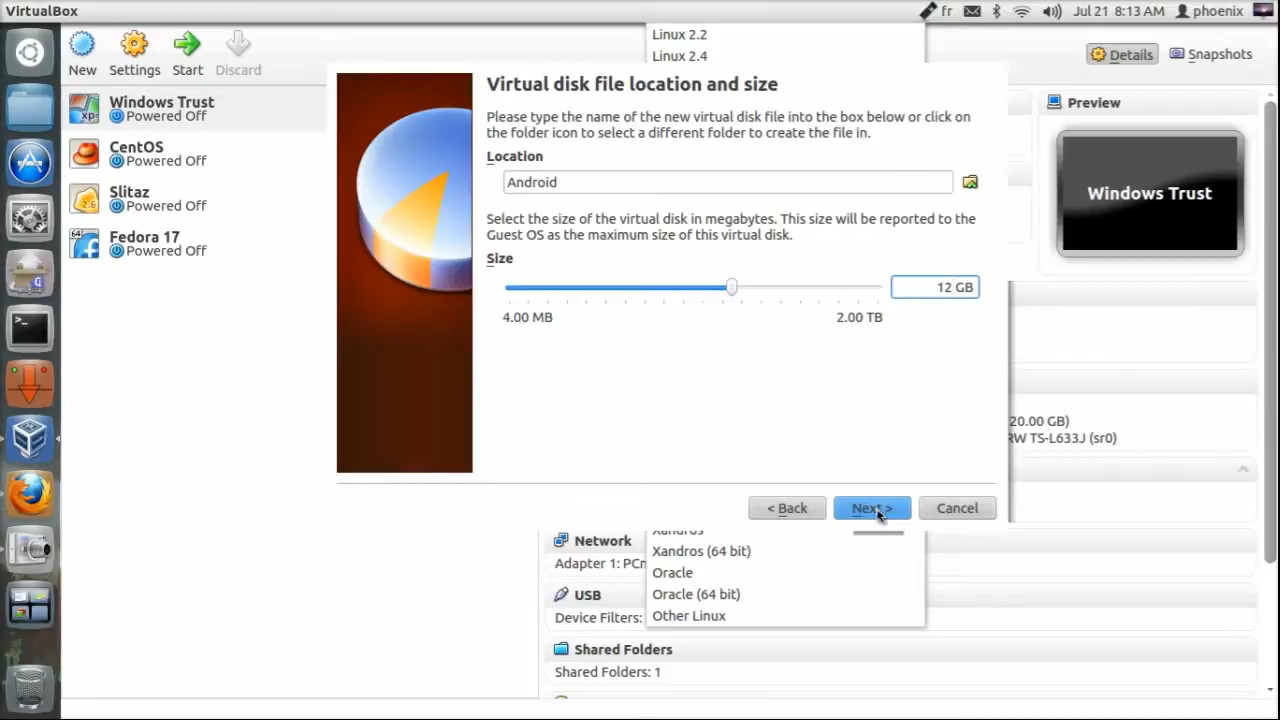 VirtualBox
fr
Jul 21 8:13 AM
phoenix
New
Settings
Start
Discard
Details
Snapshots
Windows Trust
Powered Off
CentOS
Powered Off
Slitaz
Powered Off
Fedora 17
Powered Off
Linux 2.2
Linux 2.4
Virtual disk file location and size
Please type the name of the new virtual disk file into the box below or click on
the folder icon to select a different folder to create the file in.
Location
Android
Select the size of the virtual disk in megabytes. This size will be reported to the
Guest OS as the maximum size of this virtual disk.
Size
12 GB
4.00 MB
2.00 TB
< Back
Next >
Cancel
Preview
Windows Trust
20.00 GB)
RW TS-L633J (sr0)
Xandros
Xandros (64 bit)
Oracle
Oracle (64 bit)
Other Linux
Network
Adapter 1: PCn
USB
Device Filters:
Shared Folders
Shared Folders: 1